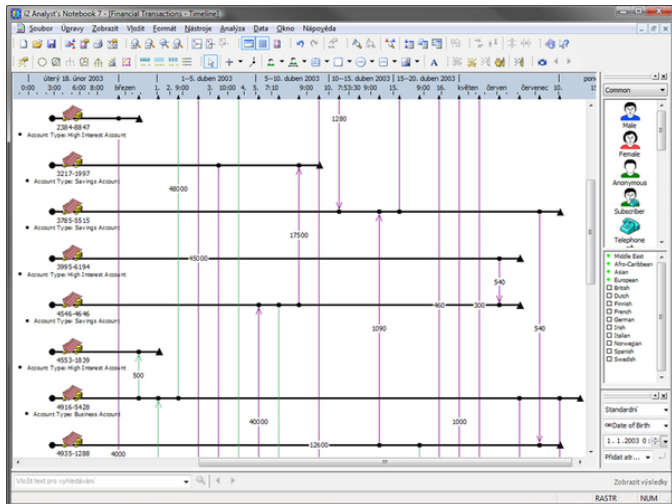 i2 Analyst's Notebook 7 - [Financial Transactions - Timeline]
Soubor Úpravy Zobrazit Vložit Formát Nástroje Analýza Data Okno Nápověda
úterý 18. únor 2003 1–5. duben 2003 5–10. duben 2003 10–15. duben 2003 15–20. duben 2003
0:00 3:00 6:00 8:00 březen 1. 2. 9:00 3. 10:00 4. 5. 7:10 9:00 10. 7:53:30 9:00 15. 16. květen červen červenec 10.
2384-8847
Account Type: High Interest Account
3217-1997
Account Type: Savings Account
3785-5515
Account Type: Savings Account
3995-6194
Account Type: High Interest Account
4546-4646
Account Type: Savings Account
4553-1839
Account Type: High Interest Account
4916-5428
Account Type: Business Account
4935-1288
1280
48000
17500
45000
540
460
300
1090
540
500
40000
1000
12600
4000
Common
Male
Female
Anonymous
Subscriber
Telephone
Middle East
Afro-Caribbean
Asian
European
British
Dutch
Finnish
French
German
Irish
Italian
Norwegian
Spanish
Swedish
Standardní
Date of Birth
1. 1.2003 0:
Přidat atr...
Vložit text pro vyhledávání
Zobrazit výsledky
RASTR NUM